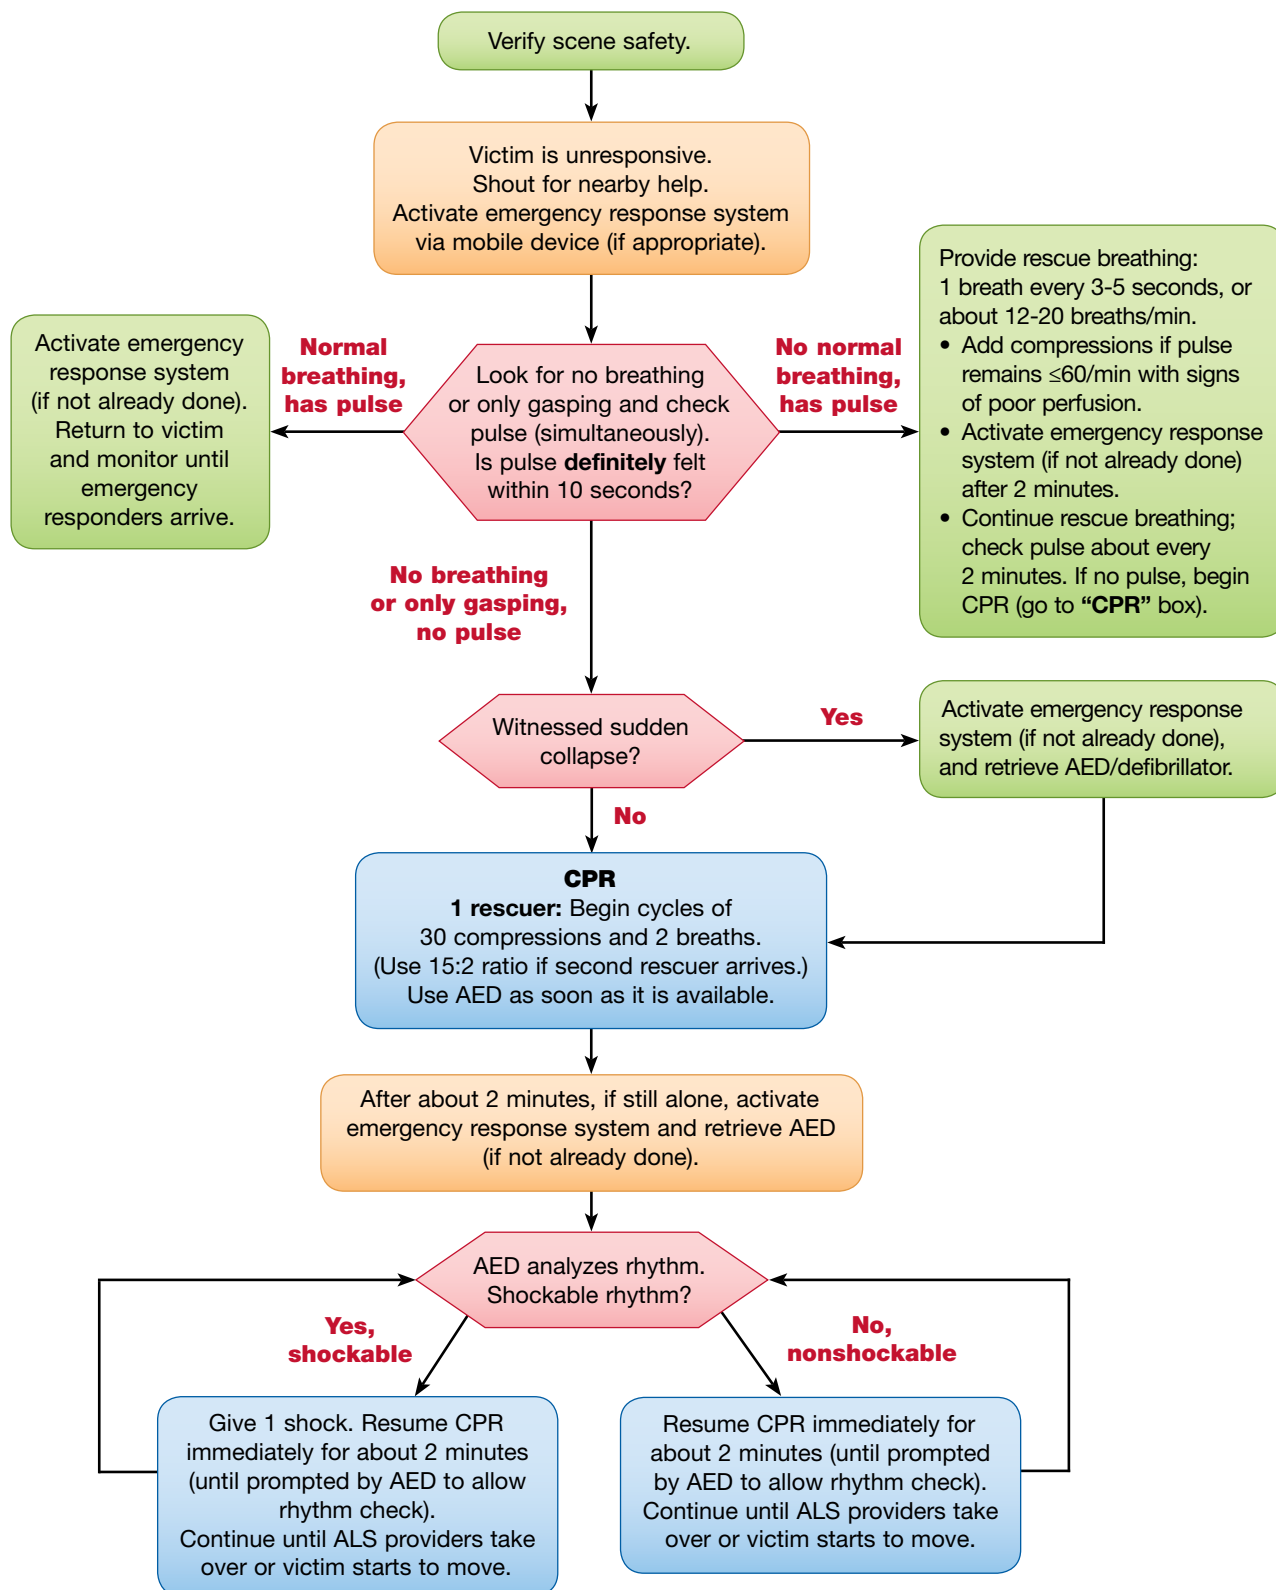 Verify scene safety.
Victim is unresponsive.
Shout for nearby help.
Activate emergency response system
via mobile device (if appropriate).
Normal
breathing,
has pulse
Activate emergency
response system
(if not already done).
Return to victim
and monitor until
emergency
responders arrive.
Look for no breathing
or only gasping and check
pulse (simultaneously).
Is pulse definitely felt
within 10 seconds?
No normal
breathing,
has pulse
Provide rescue breathing:
1 breath every 3-5 seconds, or
about 12-20 breaths/min.
• Add compressions if pulse
remains ≤60/min with signs
of poor perfusion.
• Activate emergency response
system (if not already done)
after 2 minutes.
• Continue rescue breathing;
check pulse about every
2 minutes. If no pulse, begin
CPR (go to “CPR” box).
No breathing
or only gasping,
no pulse
Witnessed sudden
collapse?
Yes
Activate emergency response
system (if not already done),
and retrieve AED/defibrillator.
No
CPR
1 rescuer: Begin cycles of
30 compressions and 2 breaths.
(Use 15:2 ratio if second rescuer arrives.)
Use AED as soon as it is available.
After about 2 minutes, if still alone, activate
emergency response system and retrieve AED
(if not already done).
AED analyzes rhythm.
Shockable rhythm?
Yes,
shockable
No,
nonshockable
Give 1 shock. Resume CPR
immediately for about 2 minutes
(until prompted by AED to allow
rhythm check).
Continue until ALS providers take
over or victim starts to move.
Resume CPR immediately for
about 2 minutes (until prompted
by AED to allow rhythm check).
Continue until ALS providers take
over or victim starts to move.